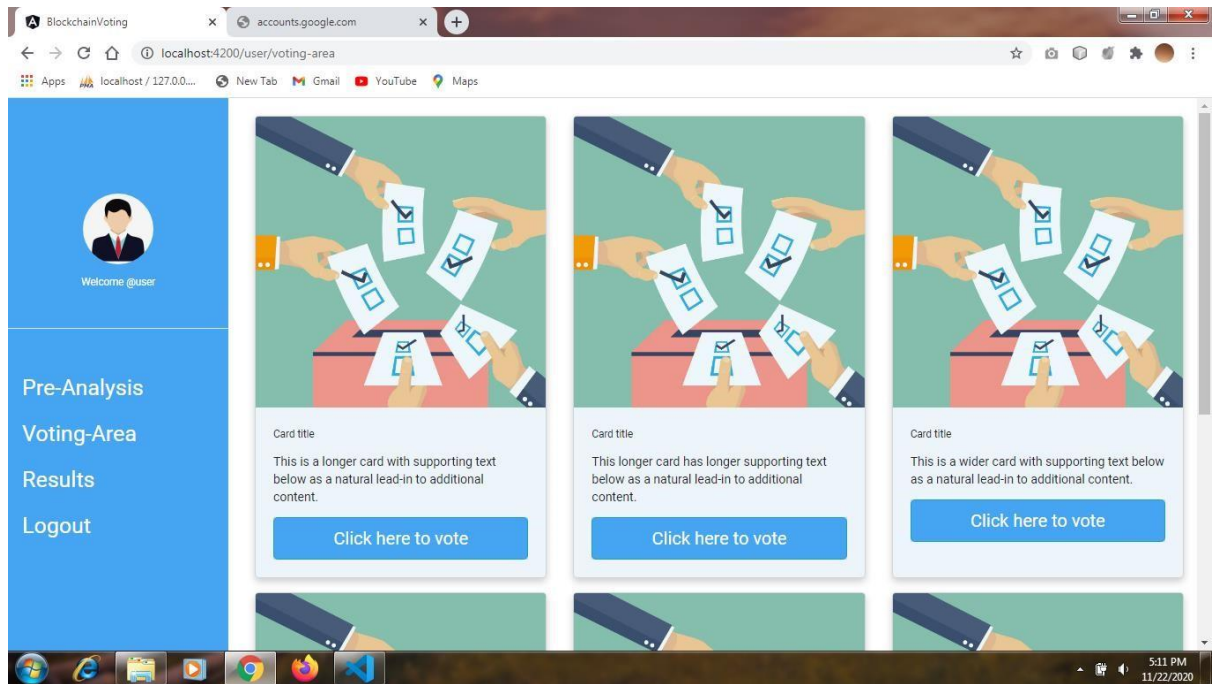 BlockchainVoting
accounts.google.com
localhost:4200/user/voting-area
Apps
localhost / 127.0.0....
New Tab
Gmail
YouTube
Maps
Welcome @user
Pre-Analysis
Voting-Area
Results
Logout
Card title
This is a longer card with supporting text
below as a natural lead-in to additional
content.
Click here to vote
Card title
This longer card has longer supporting text
below as a natural lead-in to additional
content.
Click here to vote
Card title
This is a wider card with supporting text below
as a natural lead-in to additional content.
Click here to vote
5:11 PM
11/22/2020